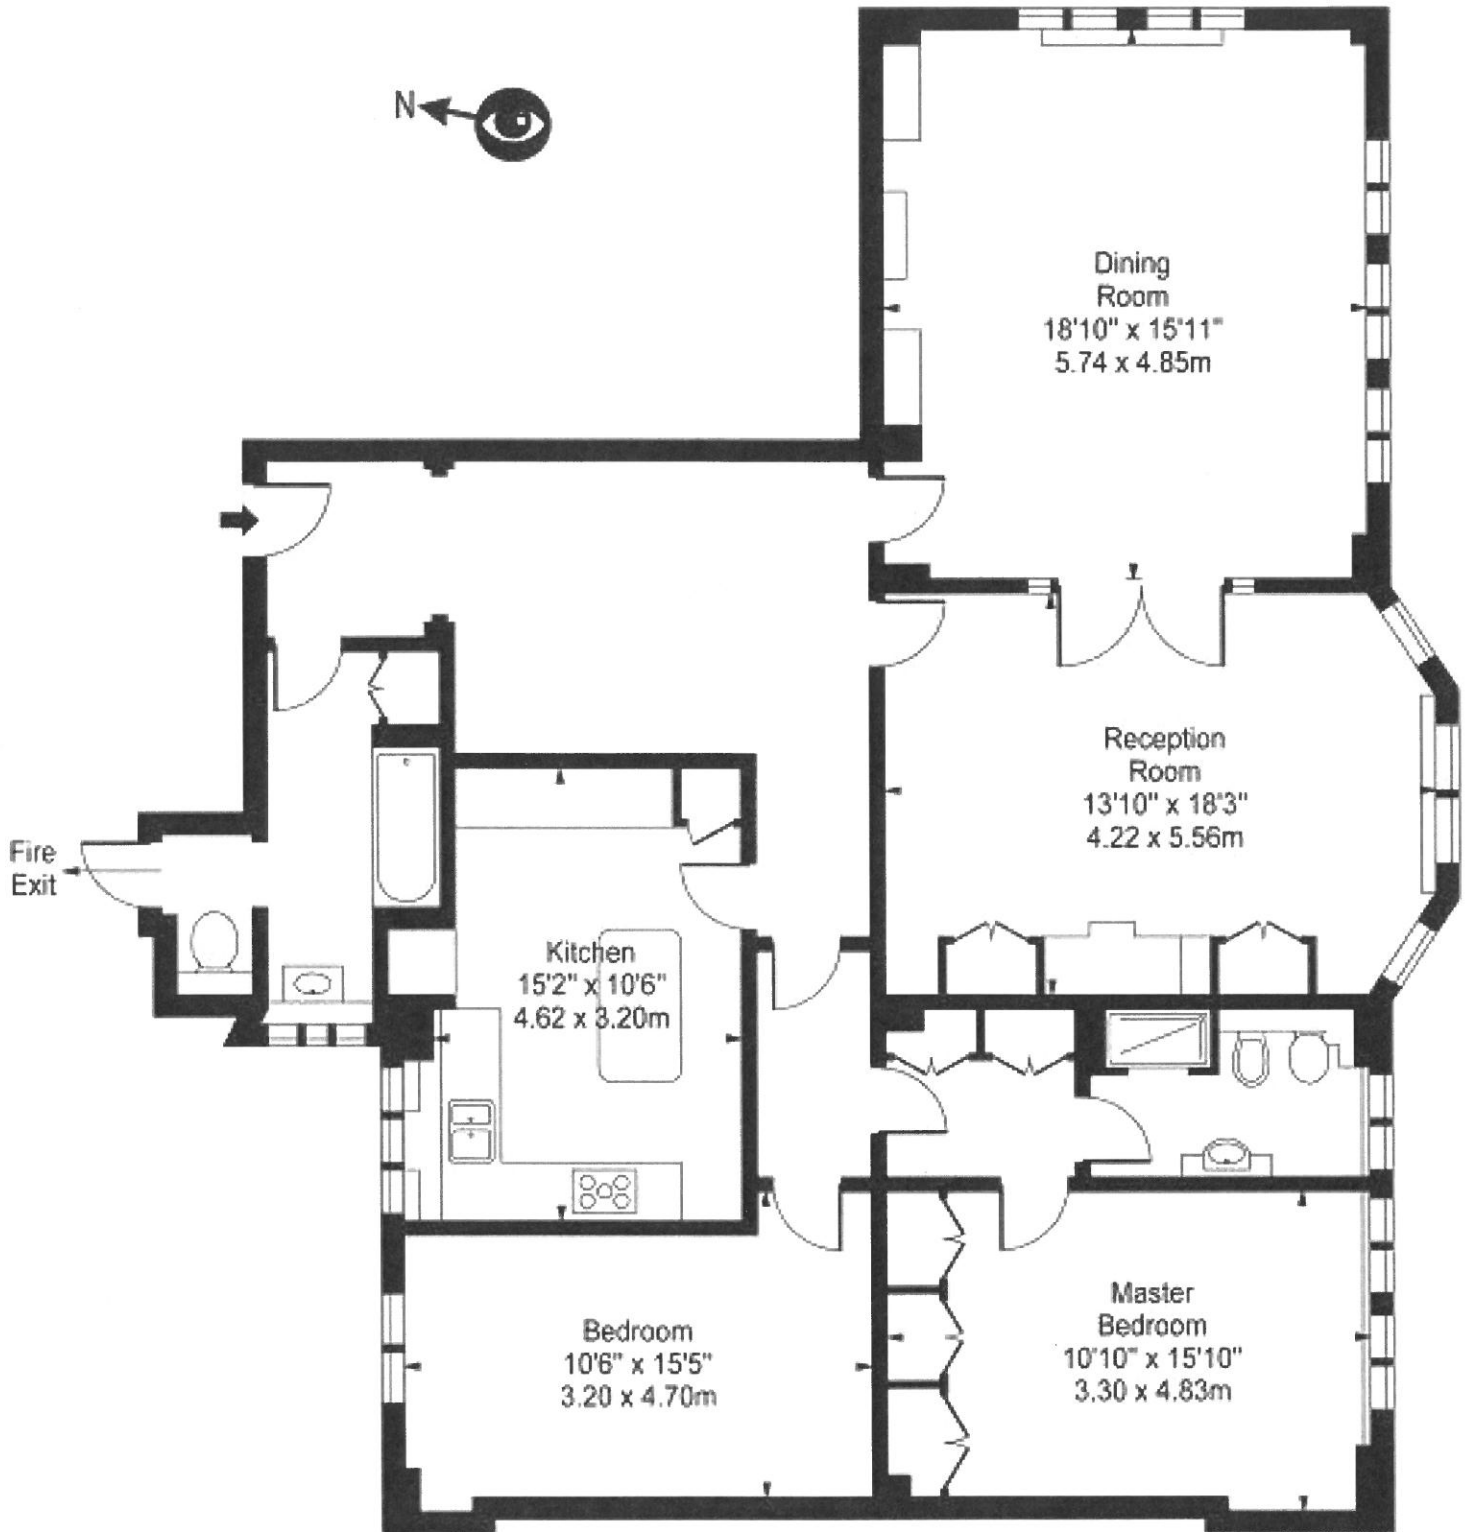 N
Dining
Room
18'10" x 15'11"
5.74 x 4.85m
Reception
Room
13'10" x 18'3"
4.22 x 5.56m
Fire
Exit
Kitchen
15'2" x 10'6"
4.62 x 3.20m
Master
Bedroom
10'10" x 15'10"
3.30 x 4.83m
Bedroom
10'6" x 15'5"
3.20 x 4.70m